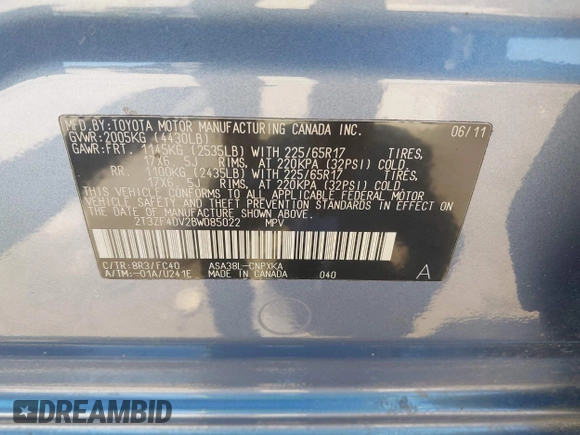 MFD.BY:TOYOTA MOTOR MANUFACTURING CANADA INC. 06/11
GVWR:2005KG (4430LB)
GAWR:FRT. 1145KG (2535LB) WITH 225/65R17 TIRES,
17X6.5J RIMS, AT 220KPA (32PSI) COLD.
RR. 1100KG (2435LB) WITH 225/65R17 TIRES,
17X6.5J RIMS, AT 220KPA (32PSI) COLD.
THIS VEHICLE CONFORMS TO ALL APPLICABLE FEDERAL MOTOR
VEHICLE SAFETY AND THEFT PREVENTION STANDARDS IN EFFECT
ON THE DATE OF MANUFACTURE SHOWN ABOVE.
2T3ZF4DV2BW085022 MPV
C/TR:8R3/FC40 ASA38L-CNPXKA
A/TM:-01A/U241E MADE IN CANADA 040 A
DREAMBID